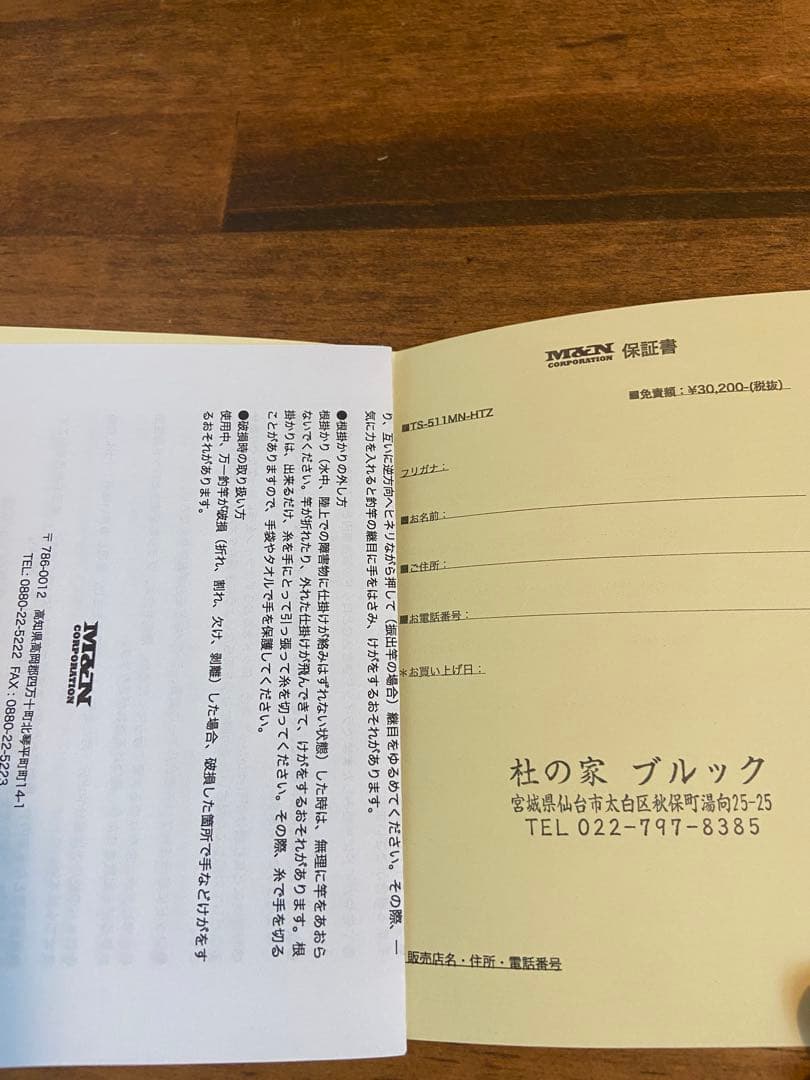 り、互いに逆方向へヒネリながら押して（振出竿の場合）継目をゆるめてください。その際、一
気に力を入れると釣竿の継目に手をはさみ、けがをするおそれがあります。
●根掛かりの外し方
根掛かり（水中、陸上での障害物に仕掛けが絡みはずれない状態）した時は、無理に竿をあおら
ないでください。竿が折れたり、外れた仕掛けが飛んできて、けがをするおそれがあります。根
掛かりは、出来るだけ、糸を手にとって引っ張って糸を切ってください。その際、糸で手を切る
ことがありますので、手袋やタオルで手を保護してください。
●破損時の取り扱い方
使用中、万一釣竿が破損（折れ、割れ、欠け、剥離）した場合、破損した箇所で手などけがをす
るおそれがあります。
M&N
CORPORATION
〒786-0012 高知県高岡郡四万十町北琴平町町14-1
TEL: 0880-22-5222 FAX: 0880-22-5223
M&N
CORPORATION
保証書
■免責額：¥30,200-(税抜)
■TS-511MN-HTZ
フリガナ：
■お名前：
■ご住所：
■お電話番号：
＊お買い上げ日：
杜の家 ブルック
宮城県仙台市太白区秋保町湯向25-25
TEL 022-797-8385
販売店名・住所・電話番号